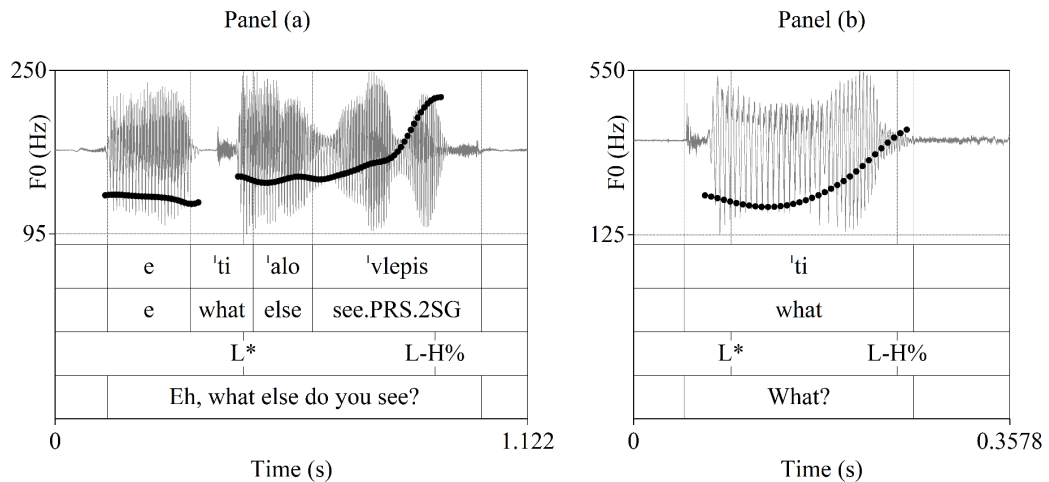 Panel (a)
250
F0 (Hz)
95
e ˈti ˈalo ˈvlepis
e what else see.PRS.2SG
L* L-H%
Eh, what else do you see?
0 1.122
Time (s)
Panel (b)
550
F0 (Hz)
125
ˈti
what
L* L-H%
What?
0 0.3578
Time (s)